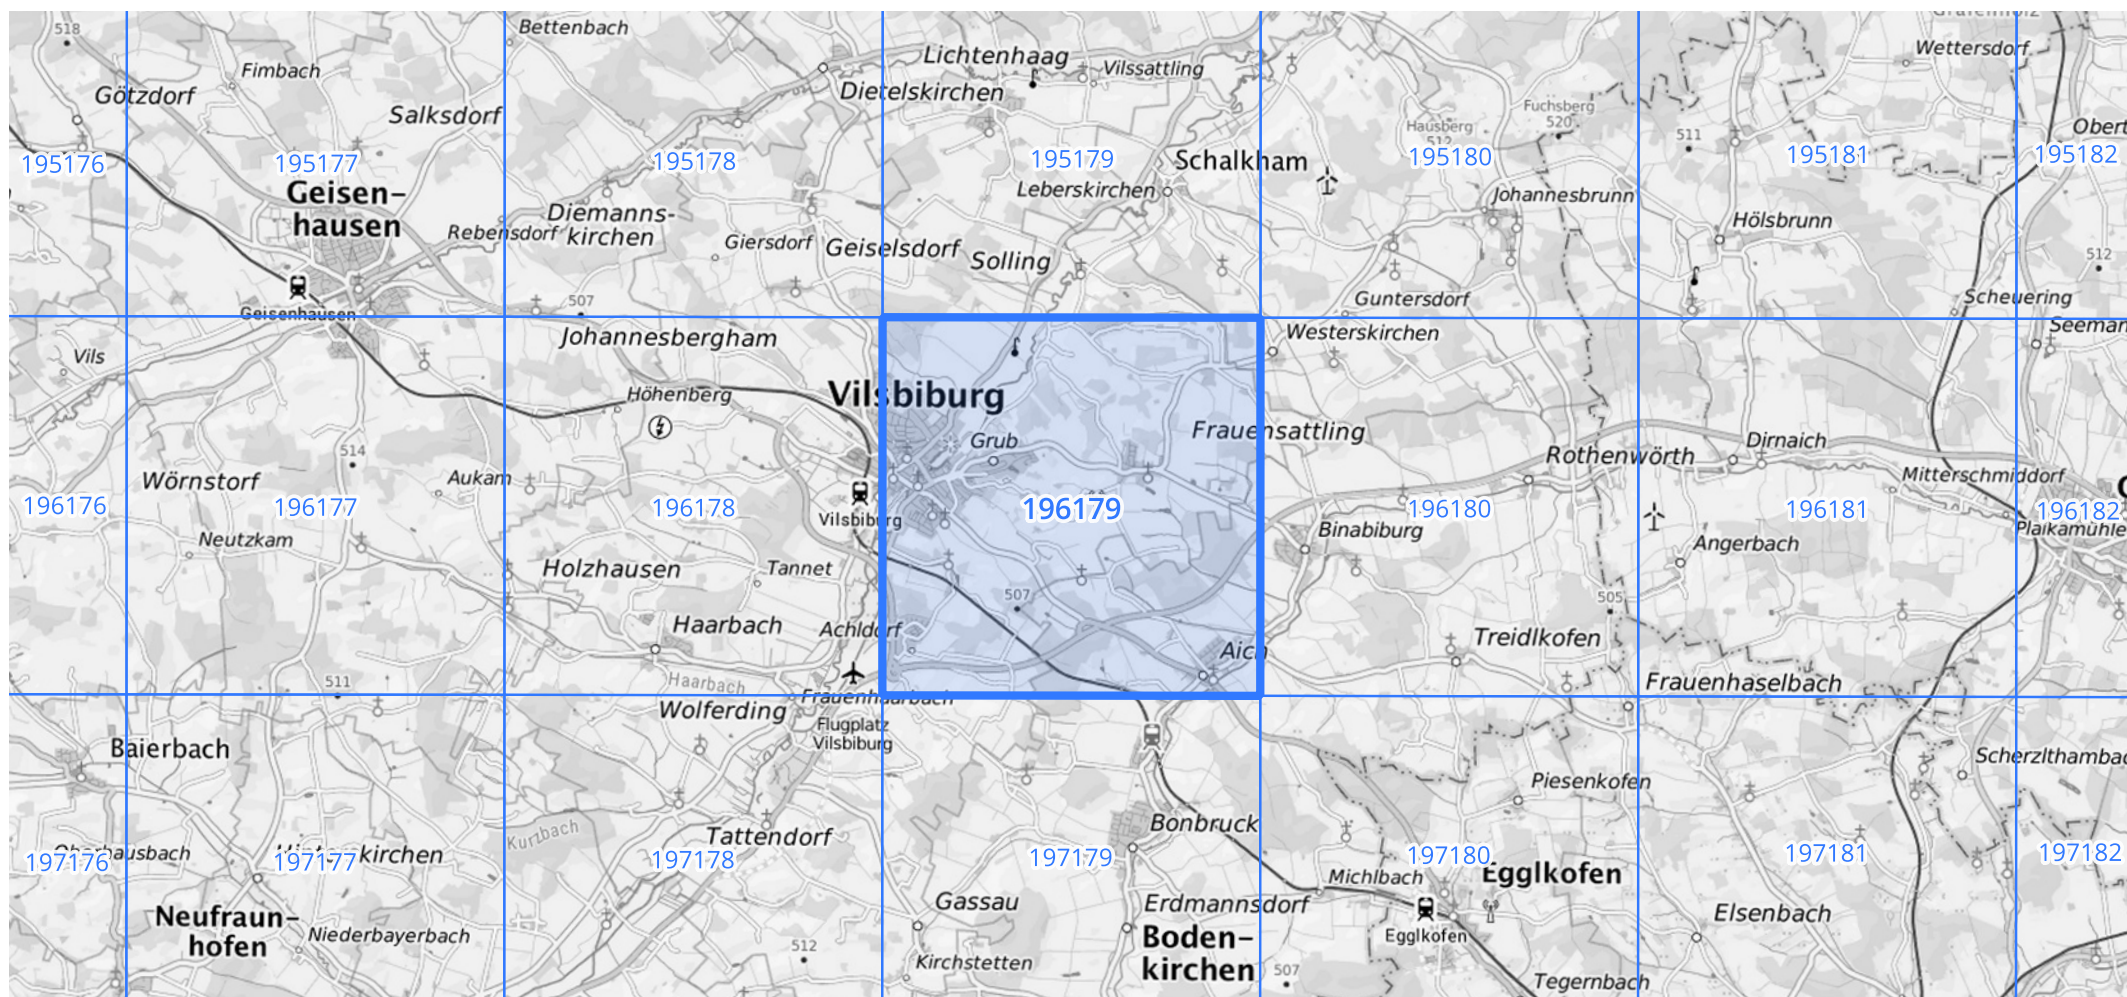 518
Bettenbach
Lichtenhaag
Vilssattling
Wettersdorf
Fimbach
Götzdorf
Salksdorf
Dietelskirchen
Fuchsberg
520
Hausberg
512
511
Obert
195176
195177
195178
195179
195180
195181
195182
Schalkham
Geisen-
hausen
Leberskirchen
Johannesbrunn
Diemanns-
kirchen
Rebensdorf
Giersdorf
Geiselsdorf
Solling
Hölsbrunn
512
Geisenhausen
507
Guntersdorf
Scheuering
Johannesbergham
Westerskirchen
Seeman
Vils
Höhenberg
Vilsbiburg
Grub
Frauensattling
Rothenwörth
Dirnaich
514
Wörnstorf
Aukam
Mitterschmiddorf
196176
196177
196178
196179
196180
196181
196182
Vilsbiburg
Binabiburg
Plaikamühle
Neutzkam
Angerbach
Holzhausen
Tannet
507
505
Haarbach
Achldorf
Aich
Treidlkofen
511
Haarbach
Frauenhaarbach
Frauenhaselbach
Wolferding
Flugplatz
Vilsbiburg
Baierbach
Scherzlthambac
Piesenkofen
Kurzbach
Tattendorf
Bonbruck
Oberhausbach
Hinterskirchen
197176
197177
197178
197179
197180
197181
197182
Michlbach
Egglkofen
Gassau
Erdmannsdorf
Elsenbach
Neufraun-
hofen
Niederbayerbach
512
Boden-
kirchen
Egglkofen
Kirchstetten
507
Tegernbach